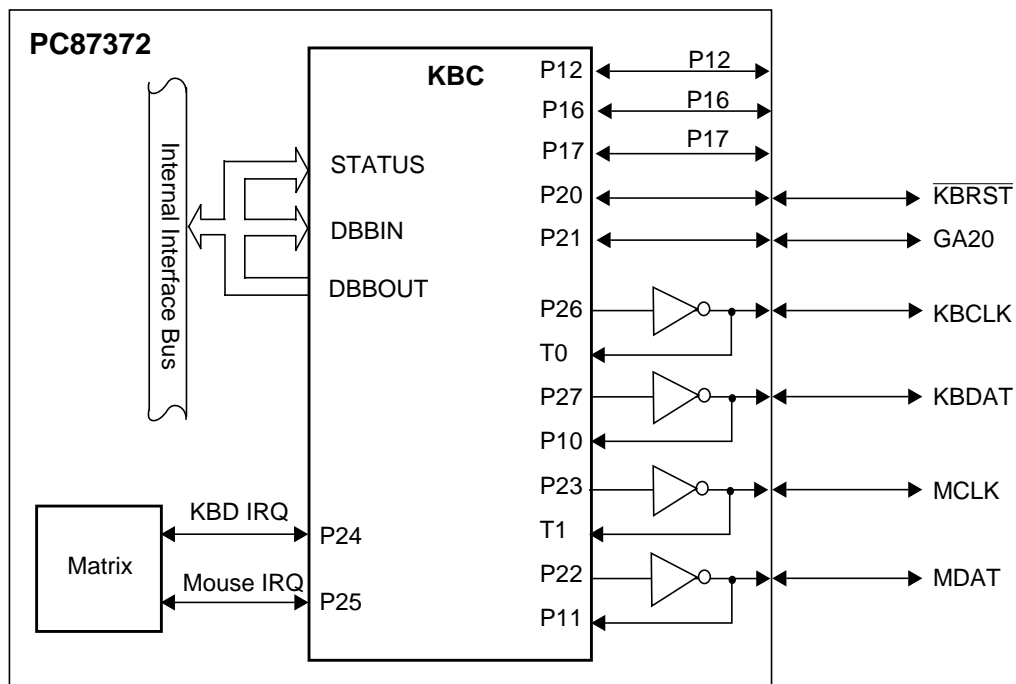 PC87372
KBC
Internal Interface Bus
STATUS
DBBIN
DBBOUT
P12
P12
P16
P16
P17
P17
P20
KBRST
P21
GA20
P26
KBCLK
T0
P27
KBDAT
P10
P23
MCLK
T1
P22
MDAT
P11
Matrix
KBD IRQ
P24
Mouse IRQ
P25